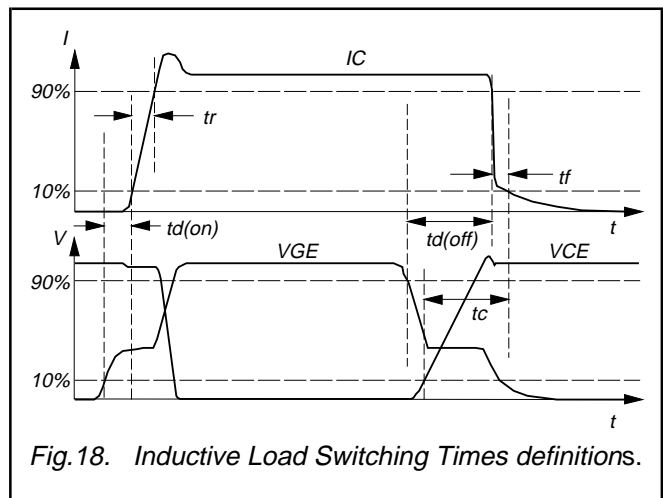 I
IC
90%
tr
tf
10%
t
td(on)
td(off)
V
VGE
VCE
90%
tc
10%
t
Fig.18. Inductive Load Switching Times definitions.